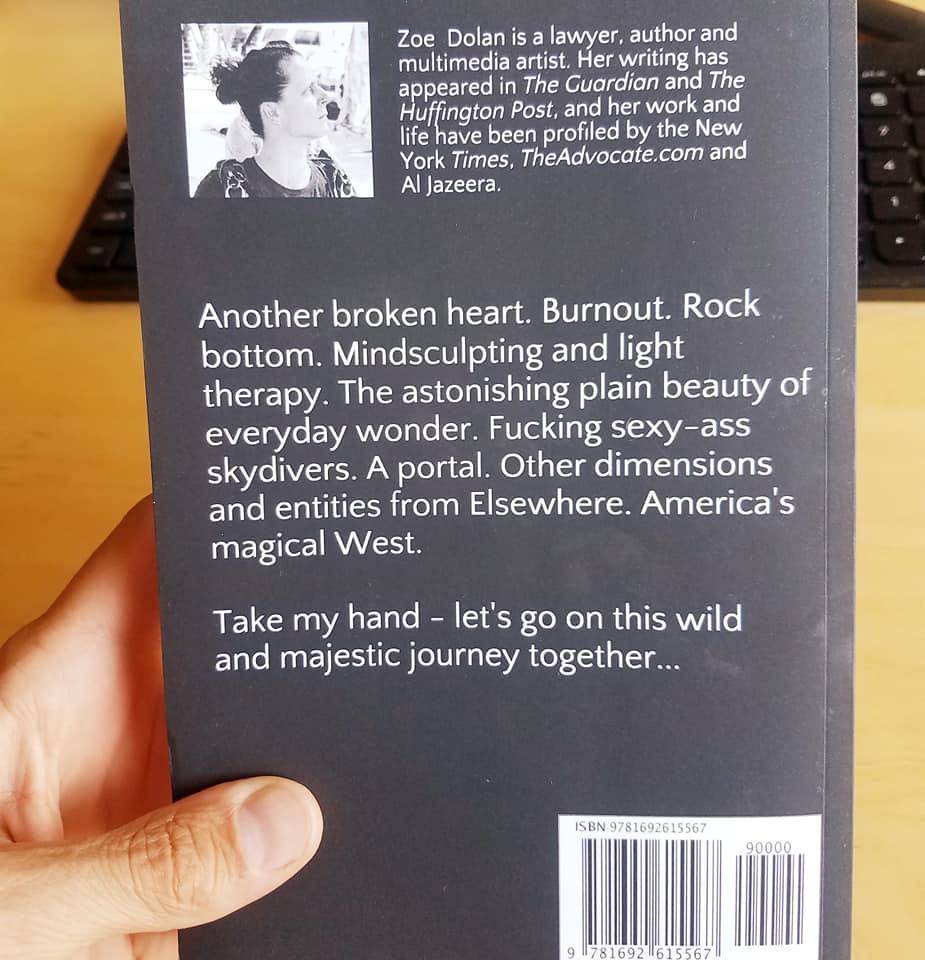 Zoe Dolan is a lawyer, author and
multimedia artist. Her writing has
appeared in The Guardian and The
Huffington Post, and her work and
life have been profiled by the New
York Times, TheAdvocate.com and
Al Jazeera.
Another broken heart. Burnout. Rock
bottom. Mindsculpting and light
therapy. The astonishing plain beauty of
everyday wonder. Fucking sexy-ass
skydivers. A portal. Other dimensions
and entities from Elsewhere. America's
magical West.
Take my hand – let's go on this wild
and majestic journey together...
ISBN 9781692615567
90000
9 781692 615567